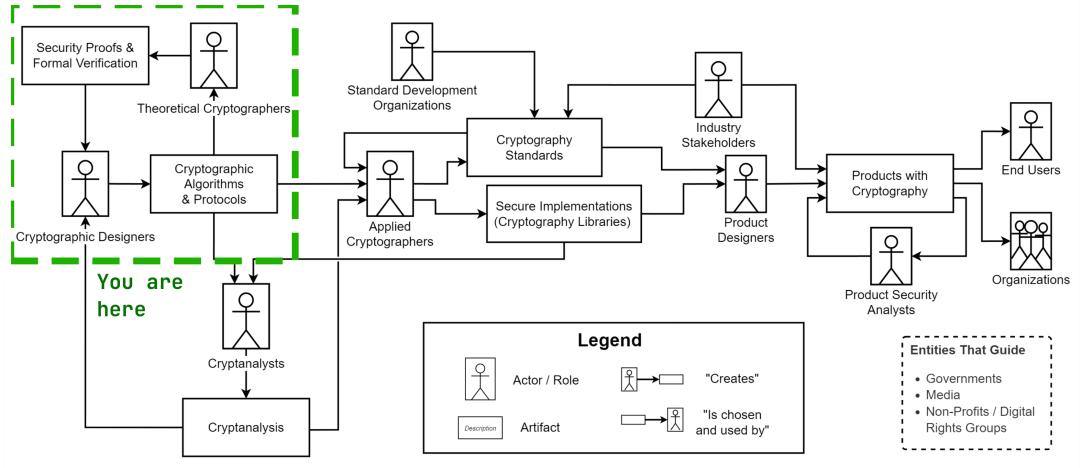 Security Proofs &
Formal Verification
Theoretical Cryptographers
Cryptographic Designers
Cryptographic
Algorithms
& Protocols
You are
here
Standard Development
Organizations
Industry
Stakeholders
Cryptography
Standards
Applied
Cryptographers
Secure Implementations
(Cryptography Libraries)
Product
Designers
Products with
Cryptography
End Users
Organizations
Product Security
Analysts
Cryptanalysts
Cryptanalysis
Legend
Actor / Role
"Creates"
Description
Artifact
"Is chosen
and used by"
Entities That Guide
• Governments
• Media
• Non-Profits / Digital
Rights Groups